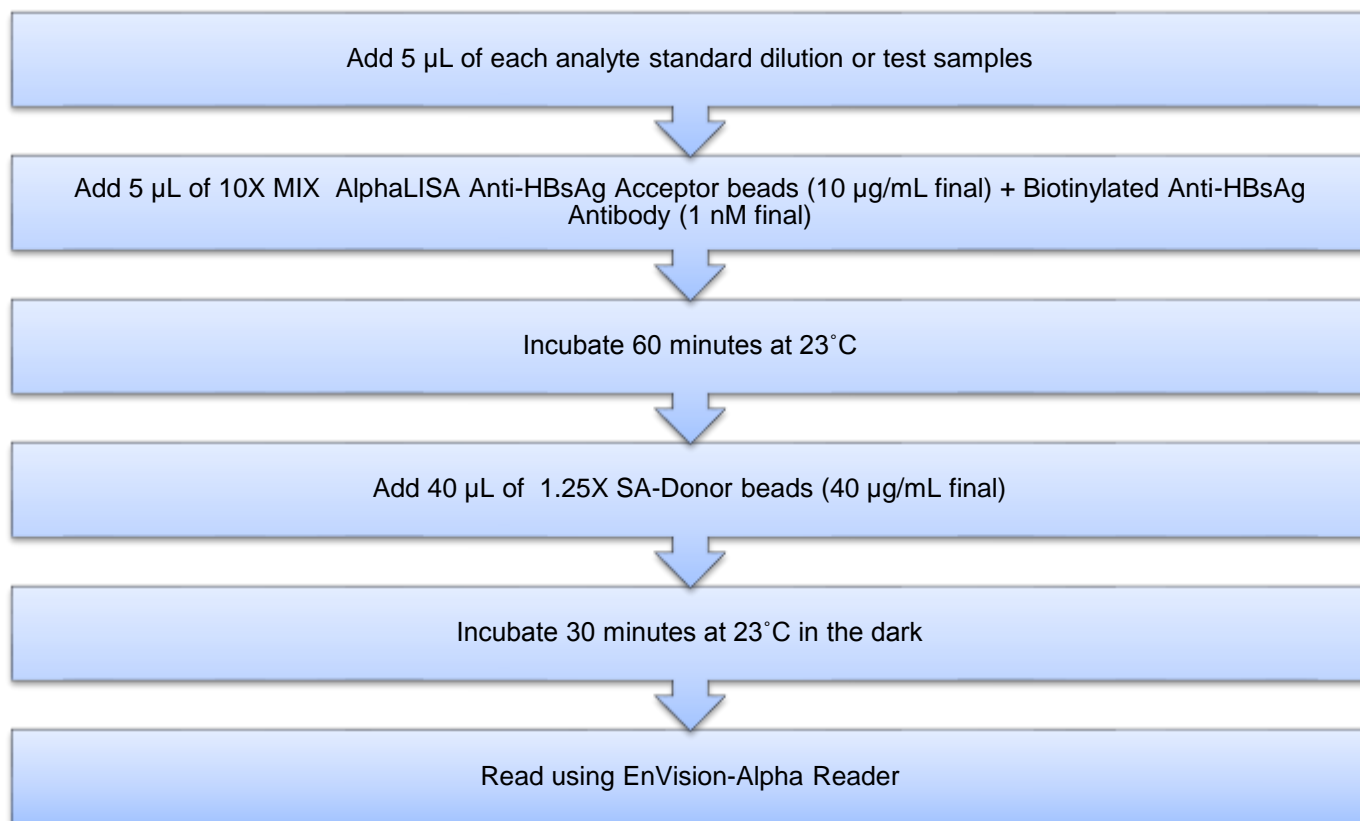 Add 5 µL of each analyte standard dilution or test samples
Add 5 µL of 10X MIX  AlphaLISA Anti-HBsAg Acceptor beads (10 µg/mL final) + Biotinylated Anti-HBsAg
Antibody (1 nM final)
Incubate 60 minutes at 23˚C
Add 40 µL of  1.25X SA-Donor beads (40 µg/mL final)
Incubate 30 minutes at 23˚C in the dark
Read using EnVision-Alpha Reader